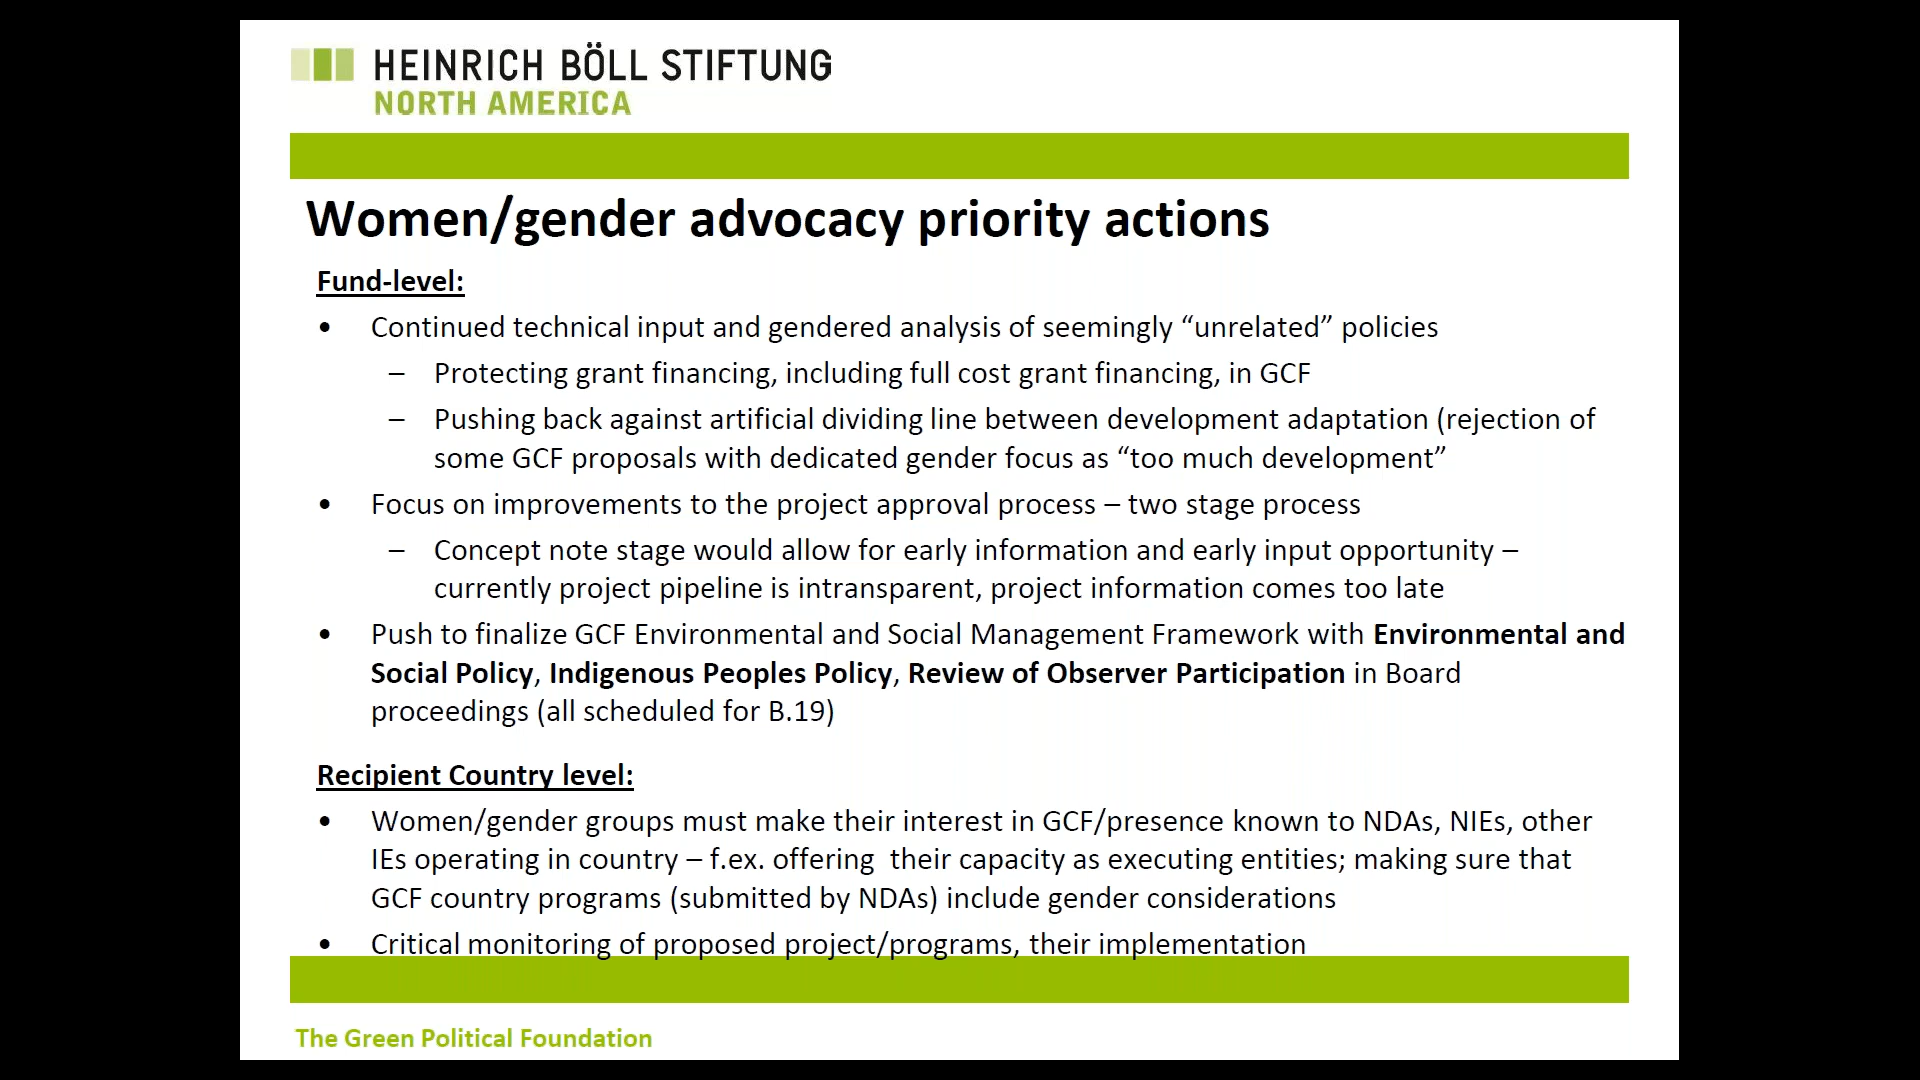 HEINRICH BÖLL STIFTUNG
NORTH AMERICA
Women/gender advocacy priority actions
Fund-level:
• Continued technical input and gendered analysis of seemingly “unrelated” policies
– Protecting grant financing, including full cost grant financing, in GCF
– Pushing back against artificial dividing line between development adaptation (rejection of
some GCF proposals with dedicated gender focus as “too much development”
• Focus on improvements to the project approval process – two stage process
– Concept note stage would allow for early information and early input opportunity –
currently project pipeline is intransparent, project information comes too late
• Push to finalize GCF Environmental and Social Management Framework with Environmental and
Social Policy, Indigenous Peoples Policy, Review of Observer Participation in Board
proceedings (all scheduled for B.19)
Recipient Country level:
• Women/gender groups must make their interest in GCF/presence known to NDAs, NIEs, other
IEs operating in country – f.ex. offering  their capacity as executing entities; making sure that
GCF country programs (submitted by NDAs) include gender considerations
• Critical monitoring of proposed project/programs, their implementation
The Green Political Foundation